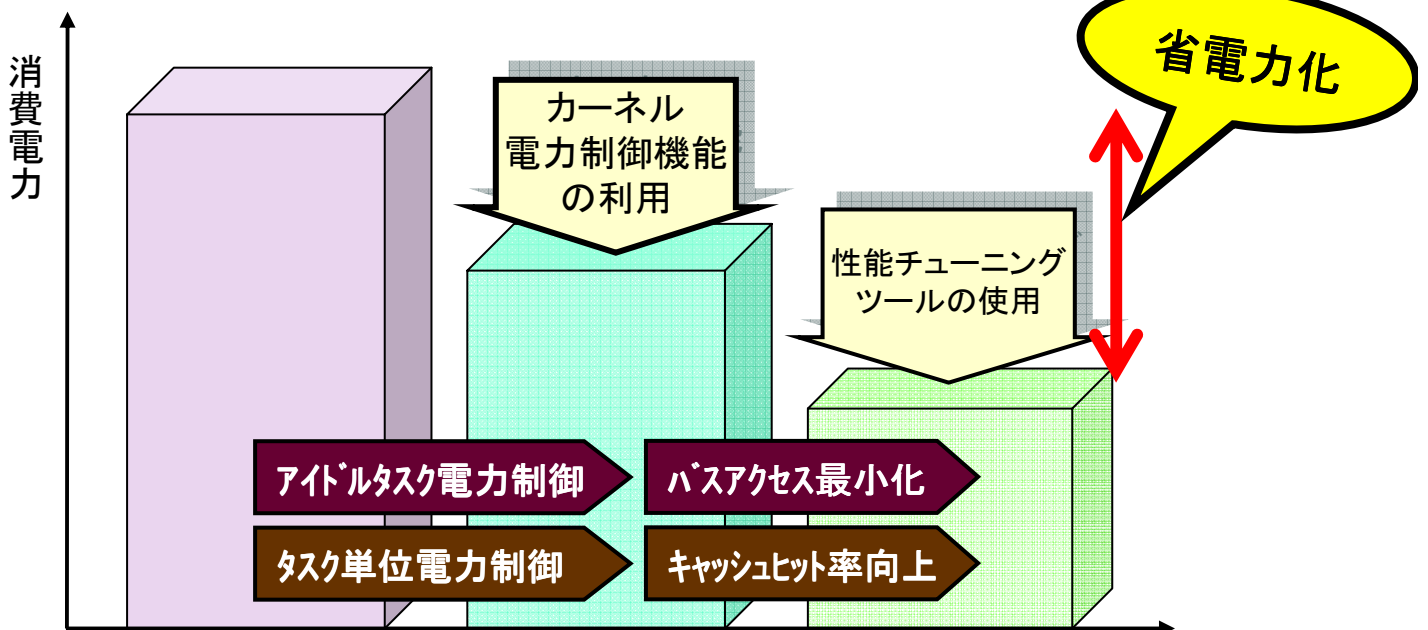 消費電力
カーネル
電力制御機能
の利用
省電力化
性能チューニング
ツールの使用
アイドルタスク電力制御
バスアクセス最小化
タスク単位電力制御
キャッシュヒット率向上